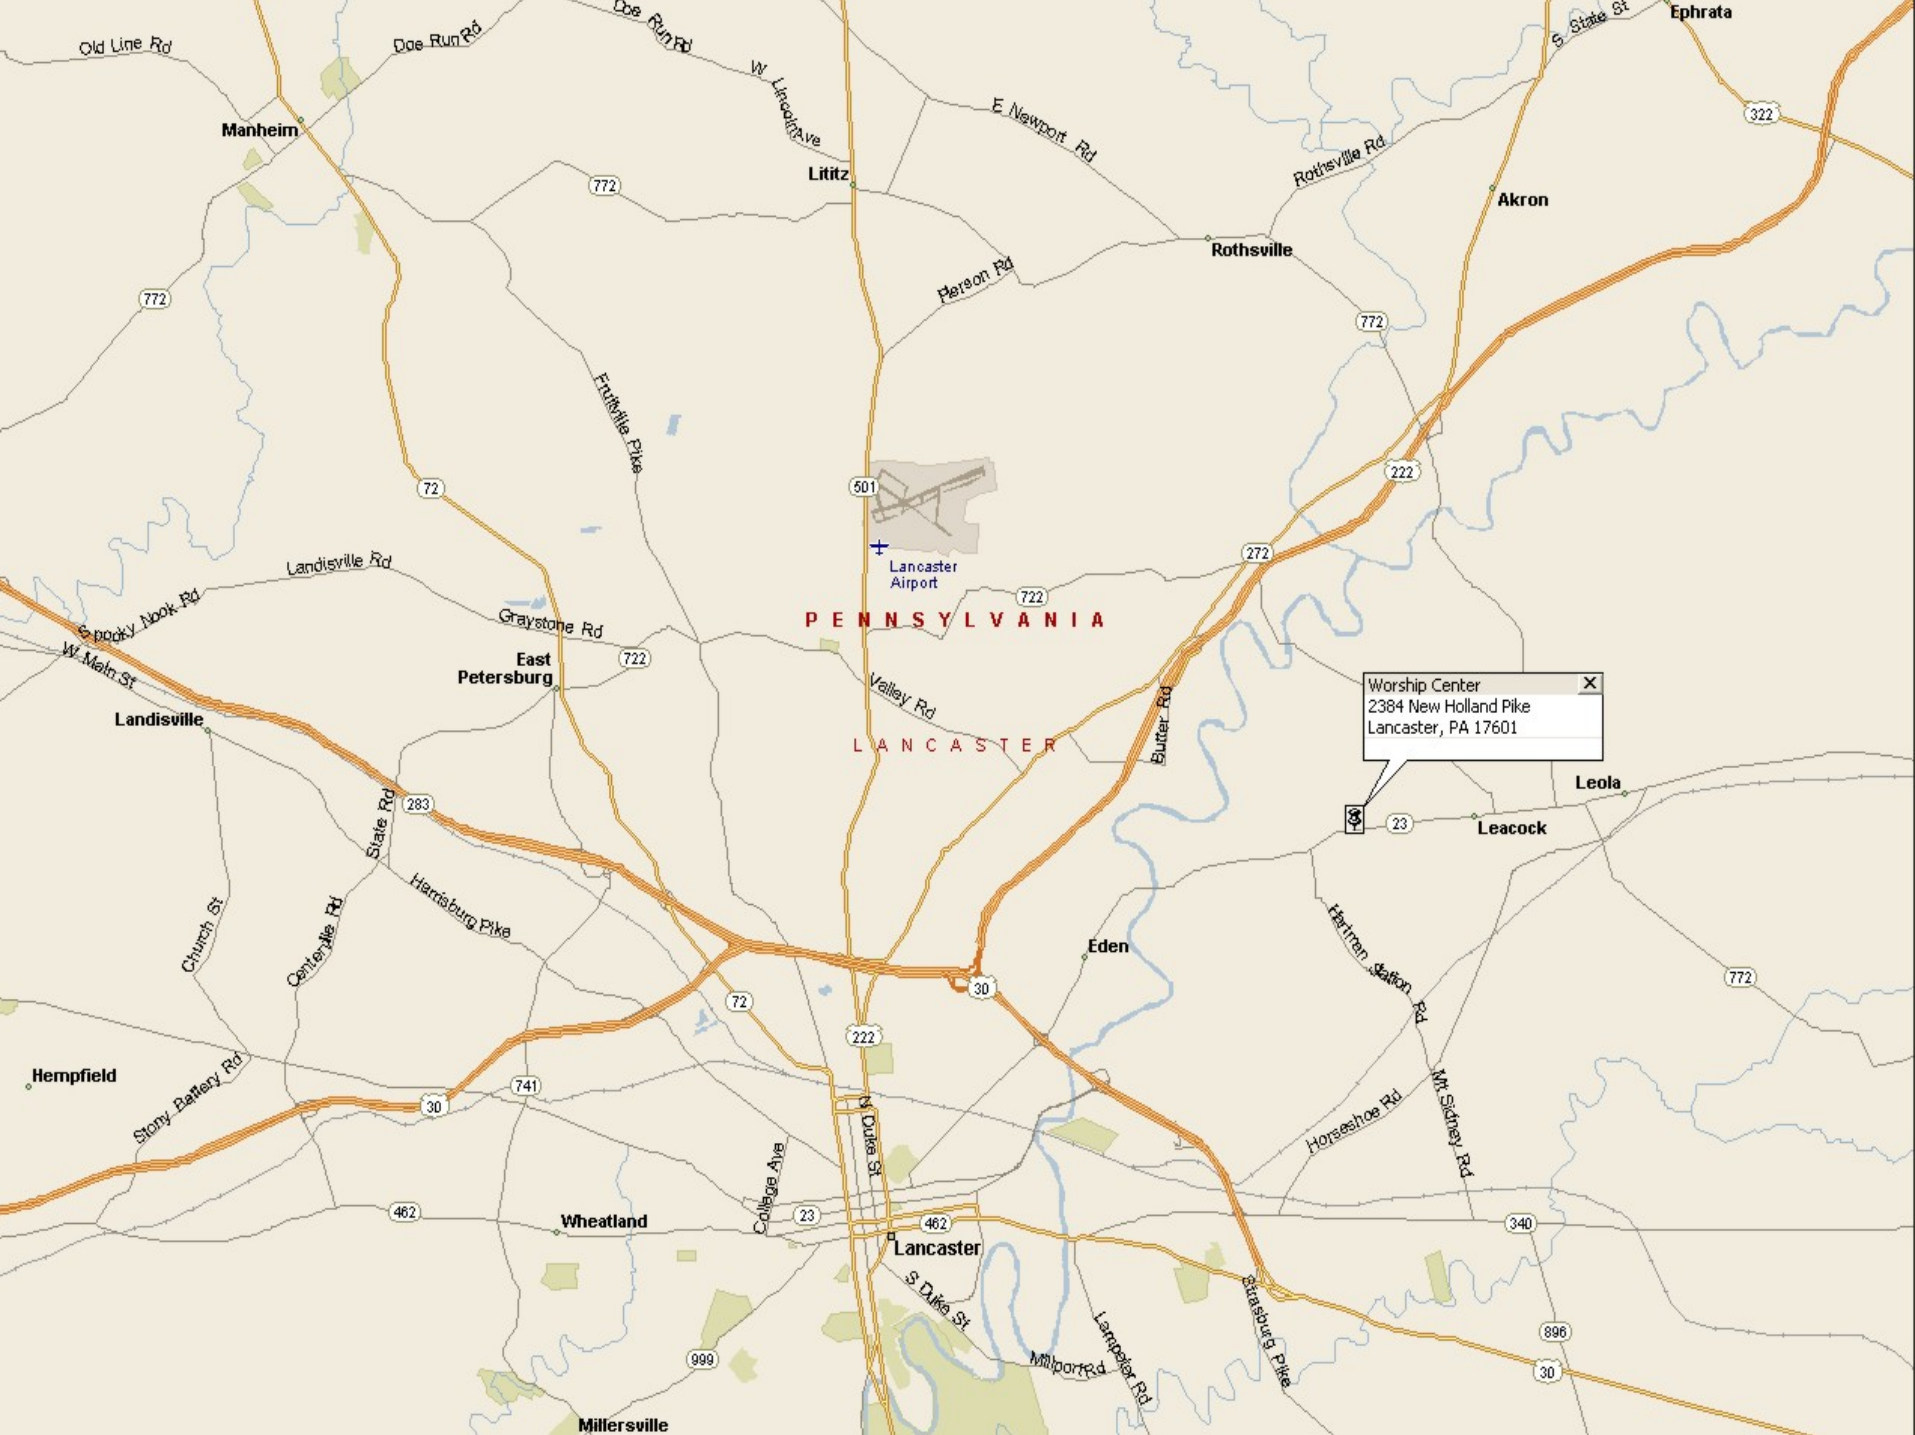 Ephrata
S State St
Doe Run Rd
Old Line Rd
Doe Run Rd
W Lincoln Ave
E Newport Rd
322
Manheim
Rothsville Rd
Lititz
772
Akron
Rothsville
Pierson Rd
772
772
Fruitville Pike
222
72
501
272
Landisville Rd
Lancaster
Airport
722
Spooky Nook Rd
Graystone Rd
PENNSYLVANIA
W Main St
East
Petersburg
722
Valley Rd
Butter Rd
Worship Center
2384 New Holland Pike
Lancaster, PA 17601
Landisville
LANCASTER
Leola
283
State Rd
23
Leacock
Harrisburg Pike
Church St
Centerville Rd
Eden
Hartman Station Rd
772
30
72
222
Hempfield
Stony Battery Rd
741
30
N Duke St
Mt Sidney Rd
Horseshoe Rd
College Ave
462
Wheatland
23
462
340
Lancaster
S Duke St
Strasburg Pike
Lampeter Rd
896
999
Millport Rd
30
Millersville